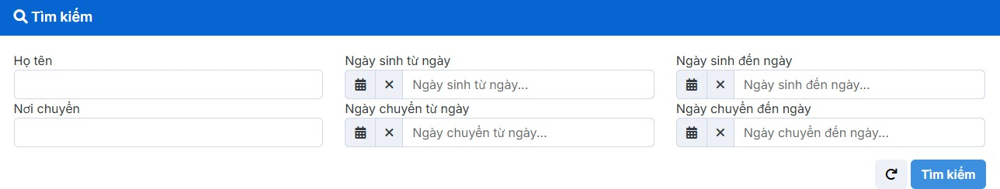 Tìm kiếm
Họ tên
Ngày sinh từ ngày
Ngày sinh đến ngày
Ngày sinh từ ngày...
Ngày sinh đến ngày...
Nơi chuyển
Ngày chuyển từ ngày
Ngày chuyển đến ngày
Ngày chuyển từ ngày...
Ngày chuyển đến ngày...
Tìm kiếm